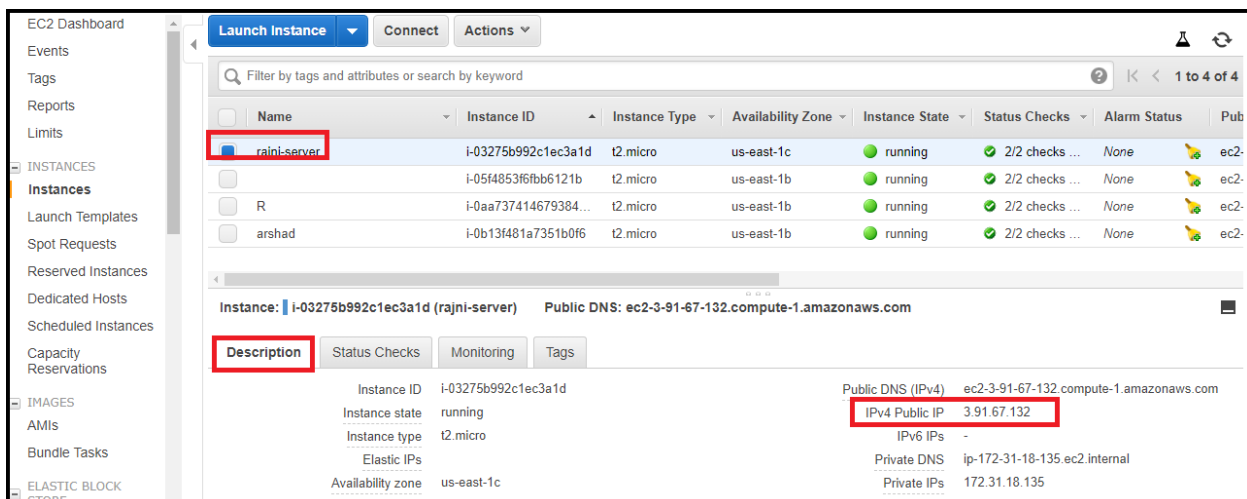 EC2 Dashboard
Events
Tags
Reports
Limits
INSTANCES
Instances
Launch Templates
Spot Requests
Reserved Instances
Dedicated Hosts
Scheduled Instances
Capacity
Reservations
IMAGES
AMIs
Bundle Tasks
ELASTIC BLOCK
STORE
Launch Instance Connect Actions
Filter by tags and attributes or search by keyword 1 to 4 of 4
Name Instance ID Instance Type Availability Zone Instance State Status Checks Alarm Status Pub
rajni-server i-03275b992c1ec3a1d t2.micro us-east-1c running 2/2 checks ... None ec2-
i-05f4853f6fbb6121b t2.micro us-east-1b running 2/2 checks ... None ec2-
R i-0aa737414679384... t2.micro us-east-1b running 2/2 checks ... None ec2-
arshad i-0b13f481a7351b0f6 t2.micro us-east-1b running 2/2 checks ... None ec2-
Instance: i-03275b992c1ec3a1d (rajni-server) Public DNS: ec2-3-91-67-132.compute-1.amazonaws.com
Description Status Checks Monitoring Tags
Instance ID i-03275b992c1ec3a1d Public DNS (IPv4) ec2-3-91-67-132.compute-1.amazonaws.com
Instance state running IPv4 Public IP 3.91.67.132
Instance type t2.micro IPv6 IPs -
Elastic IPs Private DNS ip-172-31-18-135.ec2.internal
Availability zone us-east-1c Private IPs 172.31.18.135